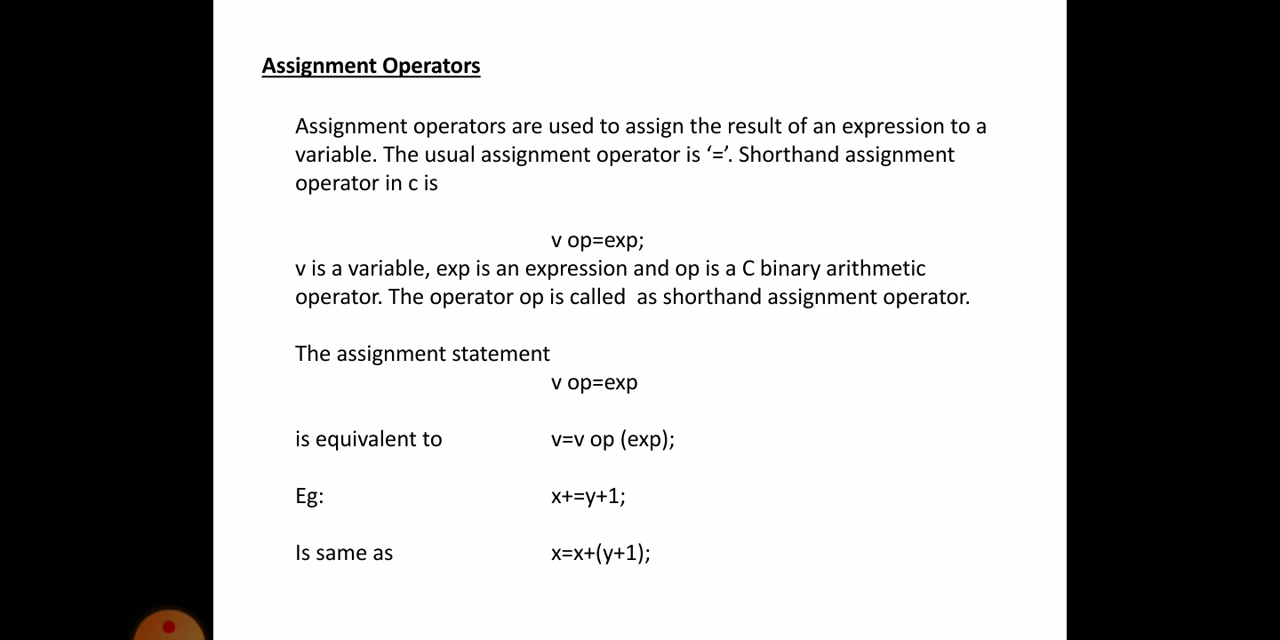 Assignment Operators
Assignment operators are used to assign the result of an expression to a
variable. The usual assignment operator is ‘=’. Shorthand assignment
operator in c is
v op=exp;
v is a variable, exp is an expression and op is a C binary arithmetic
operator. The operator op is called  as shorthand assignment operator.
The assignment statement
v op=exp
is equivalent to v=v op (exp);
Eg: x+=y+1;
Is same as x=x+(y+1);